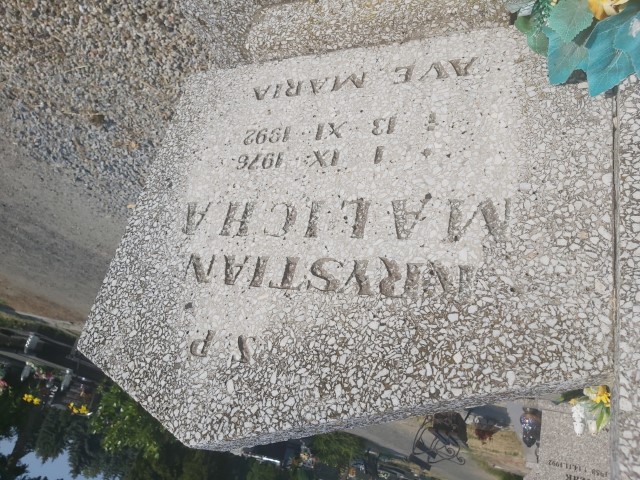 Ś. P.
KRYSTIAN
MALICHA
* 1 IX 1976
+ 13 XI 1992
AVE MARIA